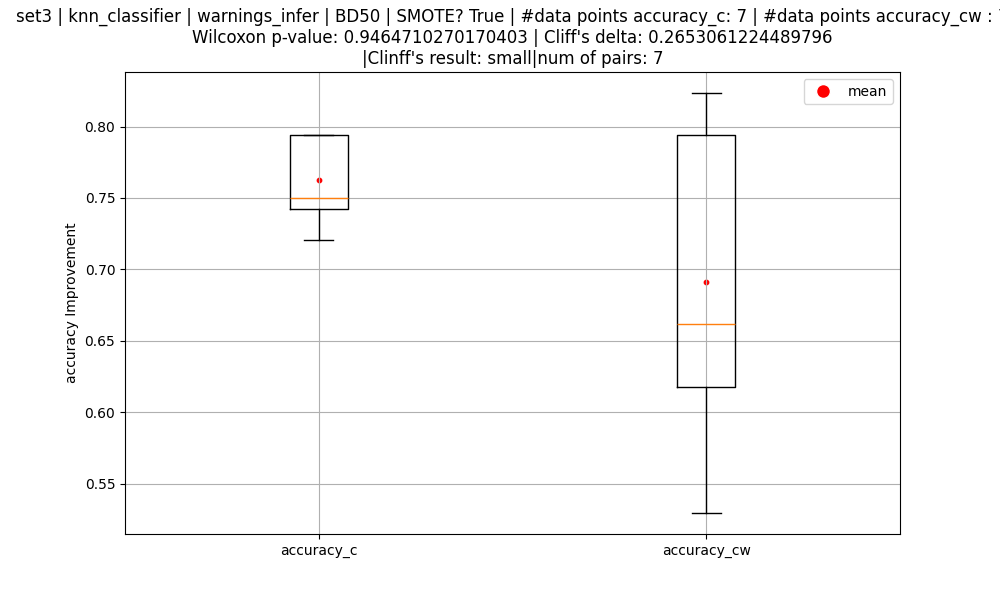 set3 | knn_classifier | warnings_infer | BD50 | SMOTE? True | #data points accuracy_c: 7 | #data points accuracy_cw :
Wilcoxon p-value: 0.9464710270170403 | Cliff's delta: 0.2653061224489796
|Clinff's result: small|num of pairs: 7
mean
0.80
0.75
0.70
0.65
0.60
0.55
accuracy Improvement
accuracy_c
accuracy_cw